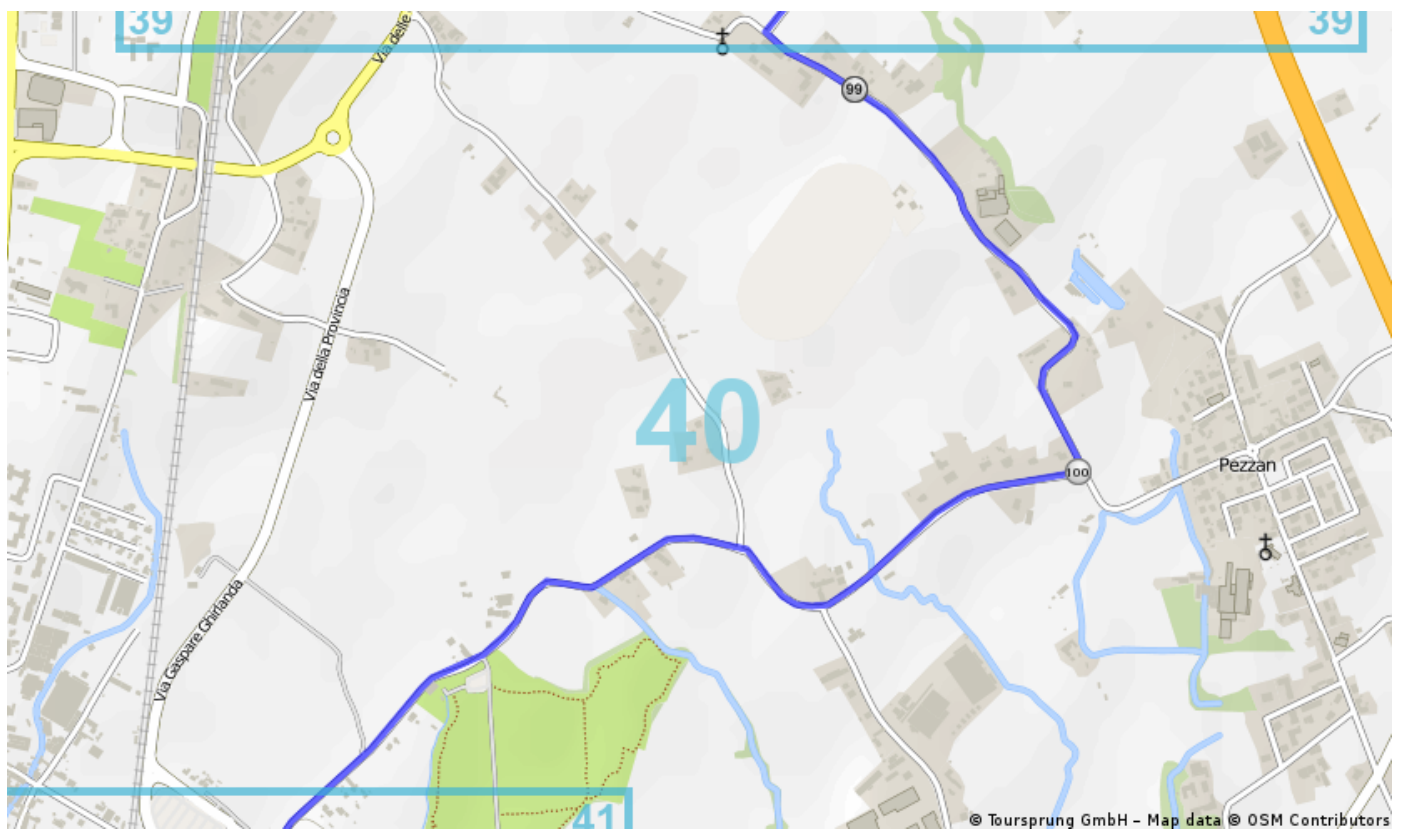 39
39
Via delle
99
Via della Provincia
40
Pezzan
100
Via Gaspare Ghirlanda
41
© Toursprung GmbH – Map data © OSM Contributors